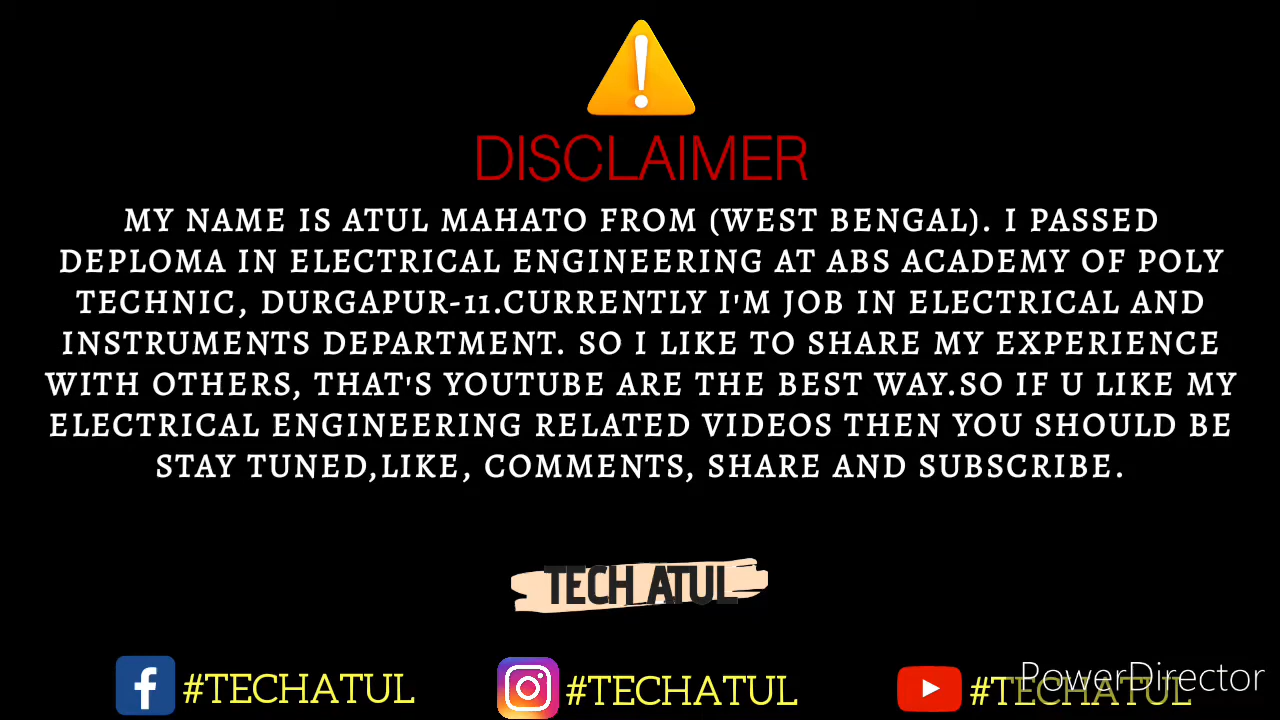 DISCLAIMER
MY NAME IS ATUL MAHATO FROM (WEST BENGAL). I PASSED
DEPLOMA IN ELECTRICAL ENGINEERING AT ABS ACADEMY OF POLY
TECHNIC, DURGAPUR-11.CURRENTLY I'M JOB IN ELECTRICAL AND
INSTRUMENTS DEPARTMENT. SO I LIKE TO SHARE MY EXPERIENCE
WITH OTHERS, THAT'S YOUTUBE ARE THE BEST WAY.SO IF U LIKE MY
ELECTRICAL ENGINEERING RELATED VIDEOS THEN YOU SHOULD BE
STAY TUNED,LIKE, COMMENTS, SHARE AND SUBSCRIBE.
TECH ATUL
#TECHATUL #TECHATUL #TECHATUL
PowerDirector